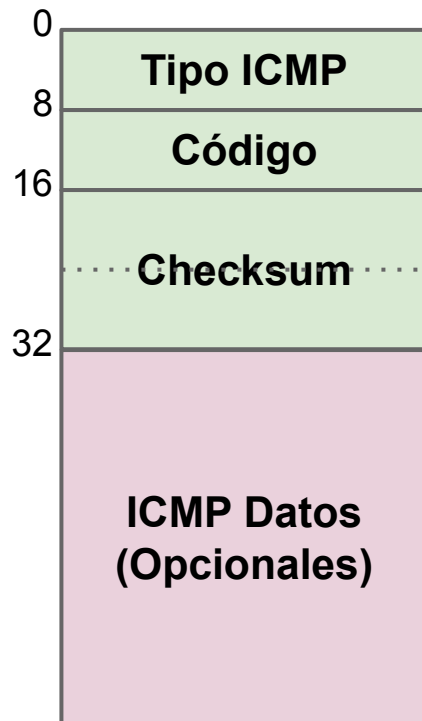 0
Tipo ICMP
8
Código
16
Checksum
32
ICMP Datos
(Opcionales)